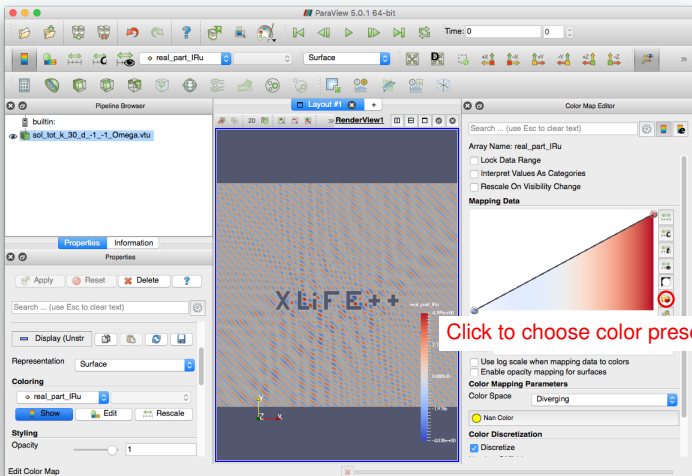 ParaView 5.0.1 64-bit
Time: 0 0
real_part_IRu Surface
Pipeline Browser
builtin:
sol_tot_k_30_d_-1_-1_Omega.vtu
Properties Information
Properties
Apply Reset Delete ?
Search ... (use Esc to clear text)
Display (Unstr
Representation Surface
Coloring
real_part_IRu
Show Edit Rescale
Styling
Opacity 1
Edit Color Map
Layout #1 +
2D RenderView1
XLiFE++
real_part_IRu
Y
Z X
Color Map Editor
Search ... (use Esc to clear text)
Array Name: real_part_IRu
Lock Data Range
Interpret Values As Categories
Rescale On Visibility Change
Mapping Data
Click to choose color prese
Use log scale when mapping data to colors
Enable opacity mapping for surfaces
Color Mapping Parameters
Color Space Diverging
Nan Color
Color Discretization
Discretize